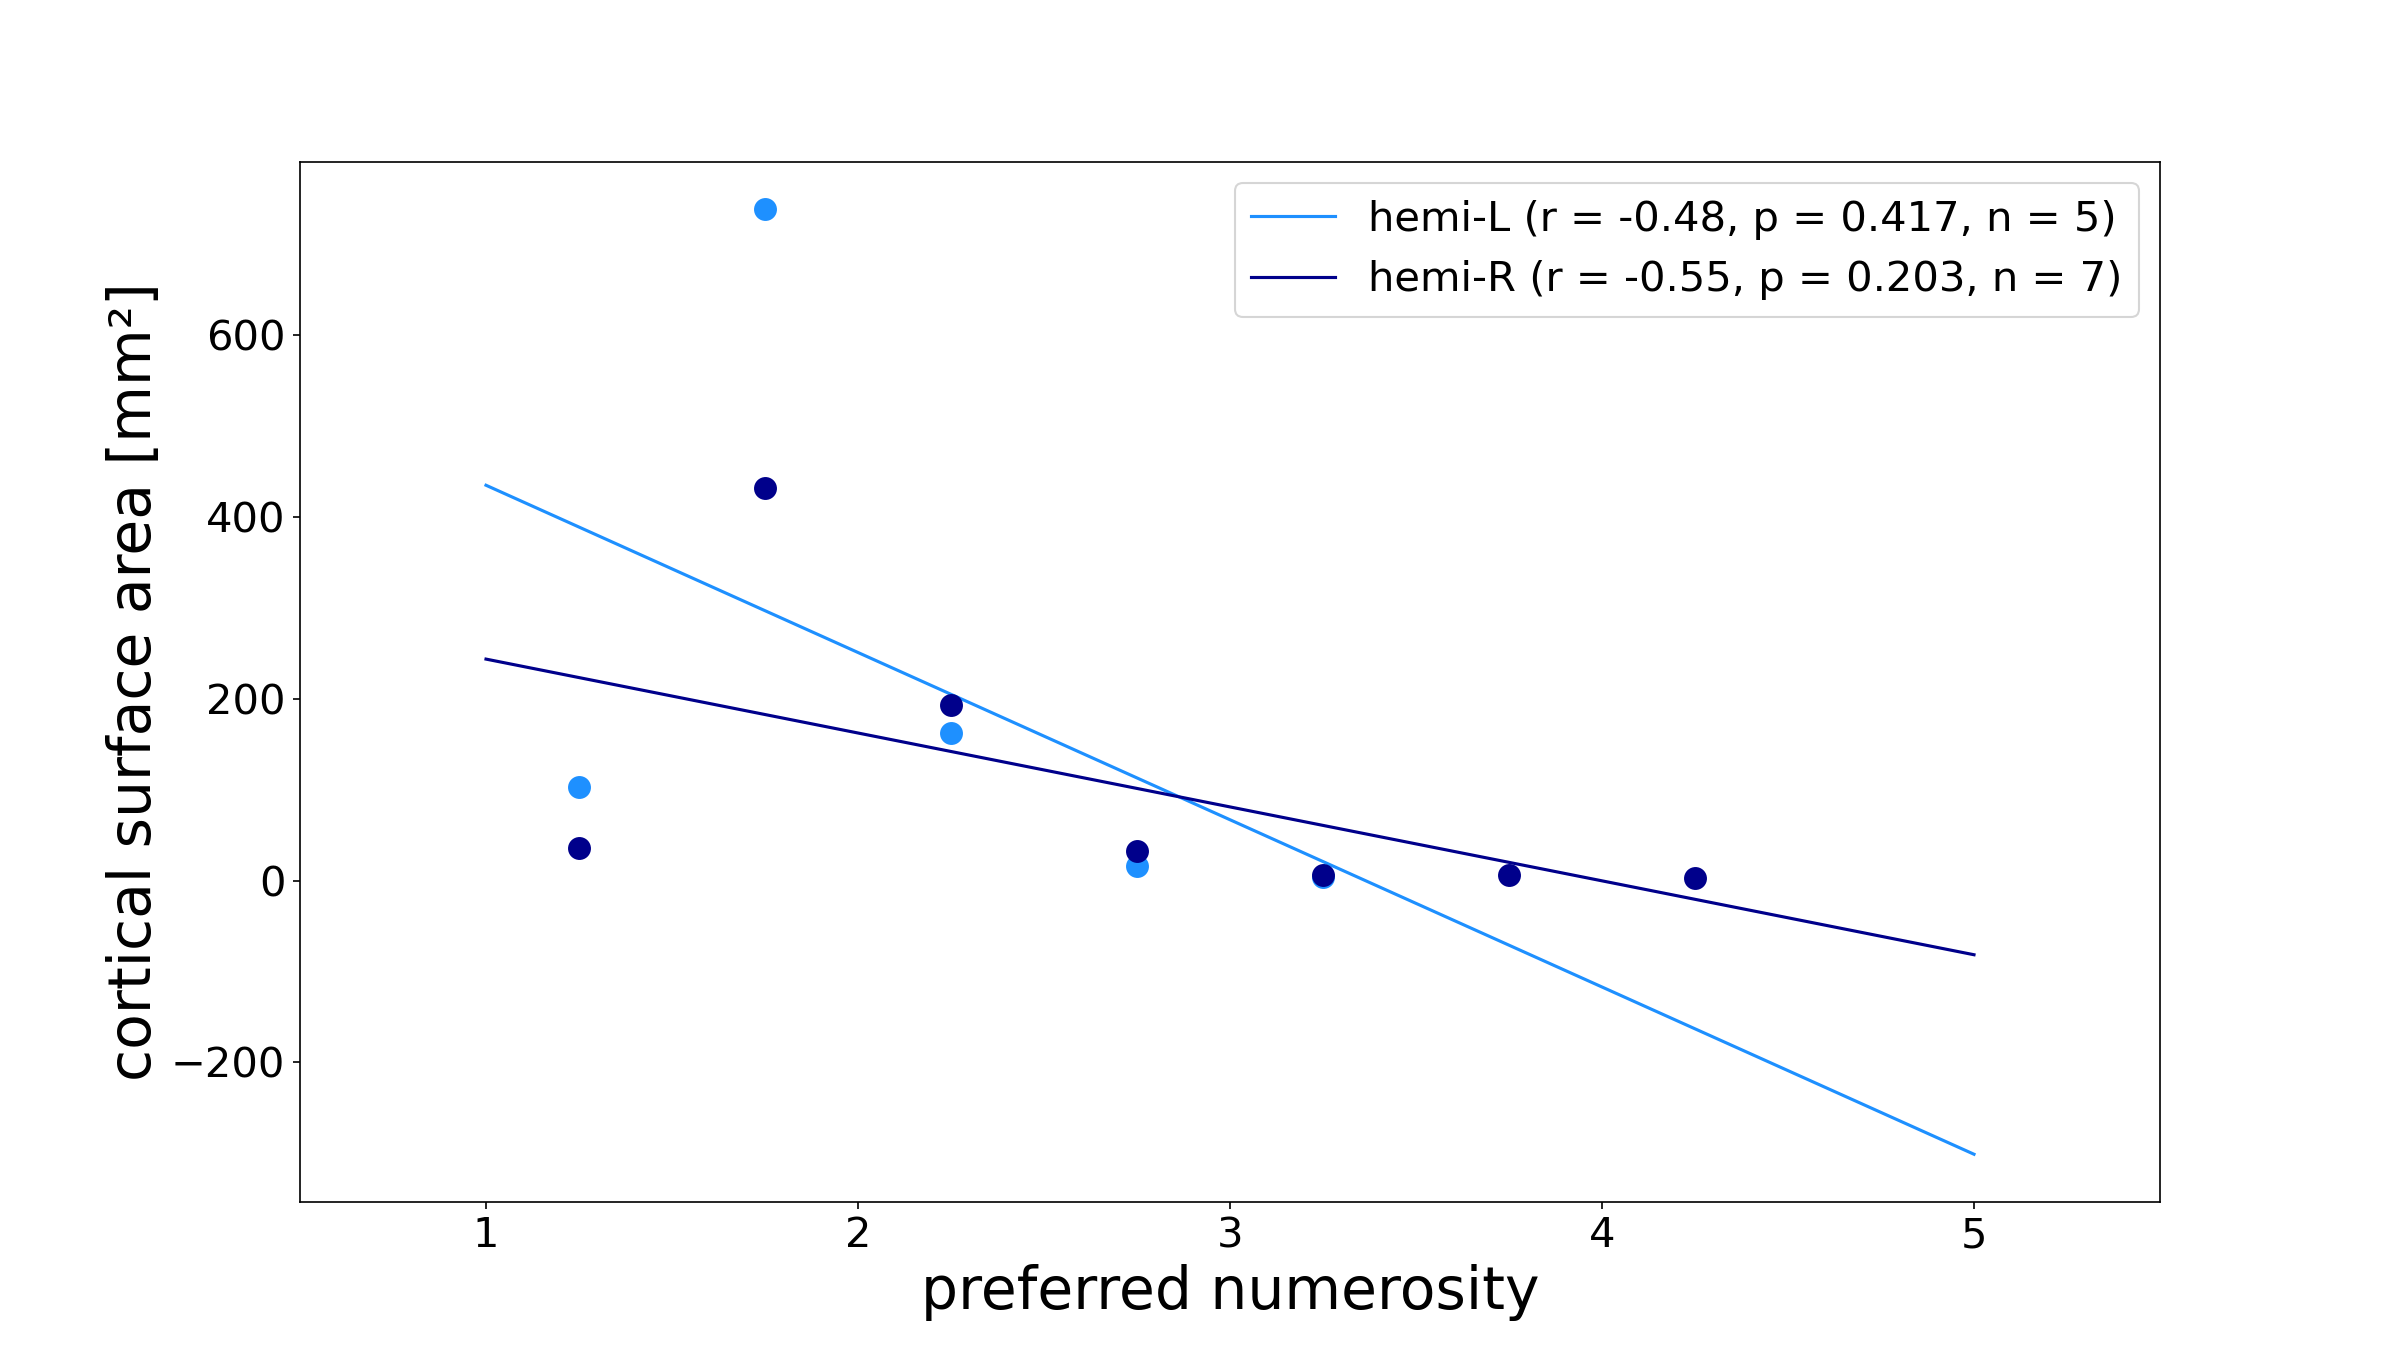 hemi-L (r = -0.48, p = 0.417, n = 5)
hemi-R (r = -0.55, p = 0.203, n = 7)
cortical surface area [mm²]
600
400
200
0
−200
1 2 3 4 5
preferred numerosity